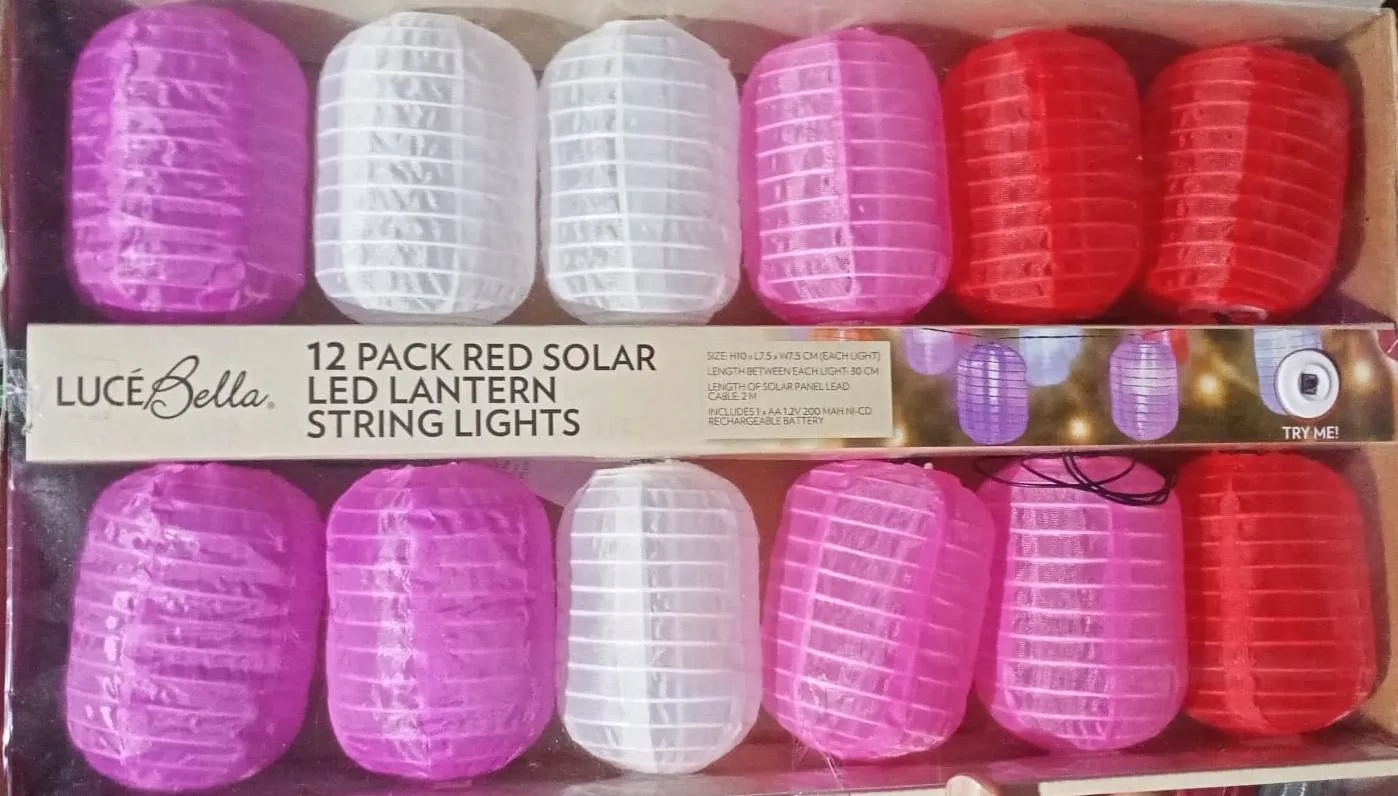 LUCÉ Bella
12 PACK RED SOLAR
LED LANTERN
STRING LIGHTS
SIZE: H10 x L7.5 x W7.5 CM (EACH LIGHT)
LENGTH BETWEEN EACH LIGHT: 30 CM
LENGTH OF SOLAR PANEL LEAD
CABLE: 2 M
INCLUDES 1 x AA 1.2V 200 MAH NI-CD
RECHARGEABLE BATTERY
TRY ME!